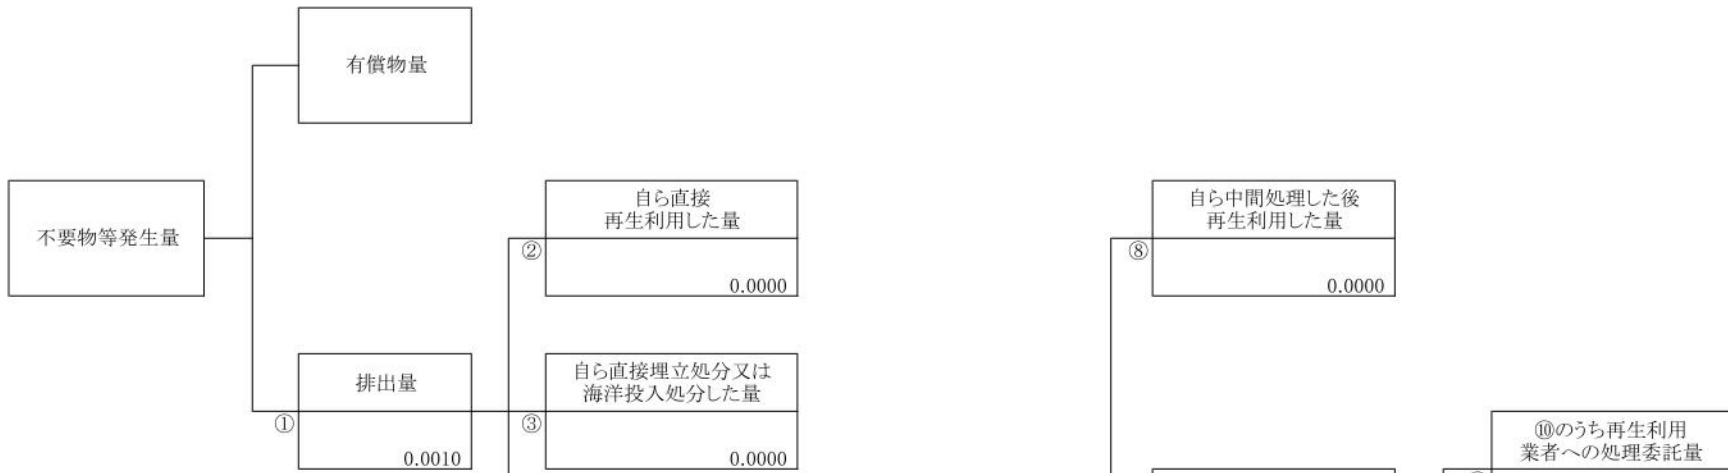 有償物量
不要物等発生量
自ら直接
再生利用した量
②
0.0000
自ら中間処理した後
再生利用した量
⑧
0.0000
排出量
①
0.0010
自ら直接埋立処分又は
海洋投入処分した量
③
0.0000
⑩のうち再生利用
業者への処理委託量